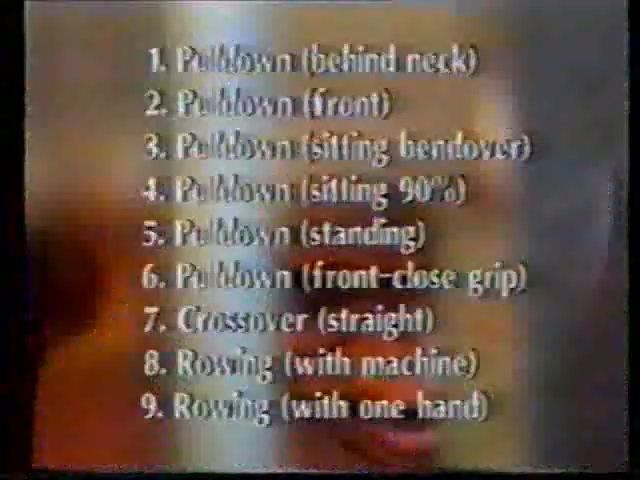 1. Pulldown (behind neck)
2. Pulldown (front)
3. Pulldown (sitting bendover)
4. Pulldown (sitting 90%)
5. Pulldown (standing)
6. Pulldown (front-close grip)
7. Crossover (straight)
8. Rowing (with machine)
9. Rowing (with one hand)